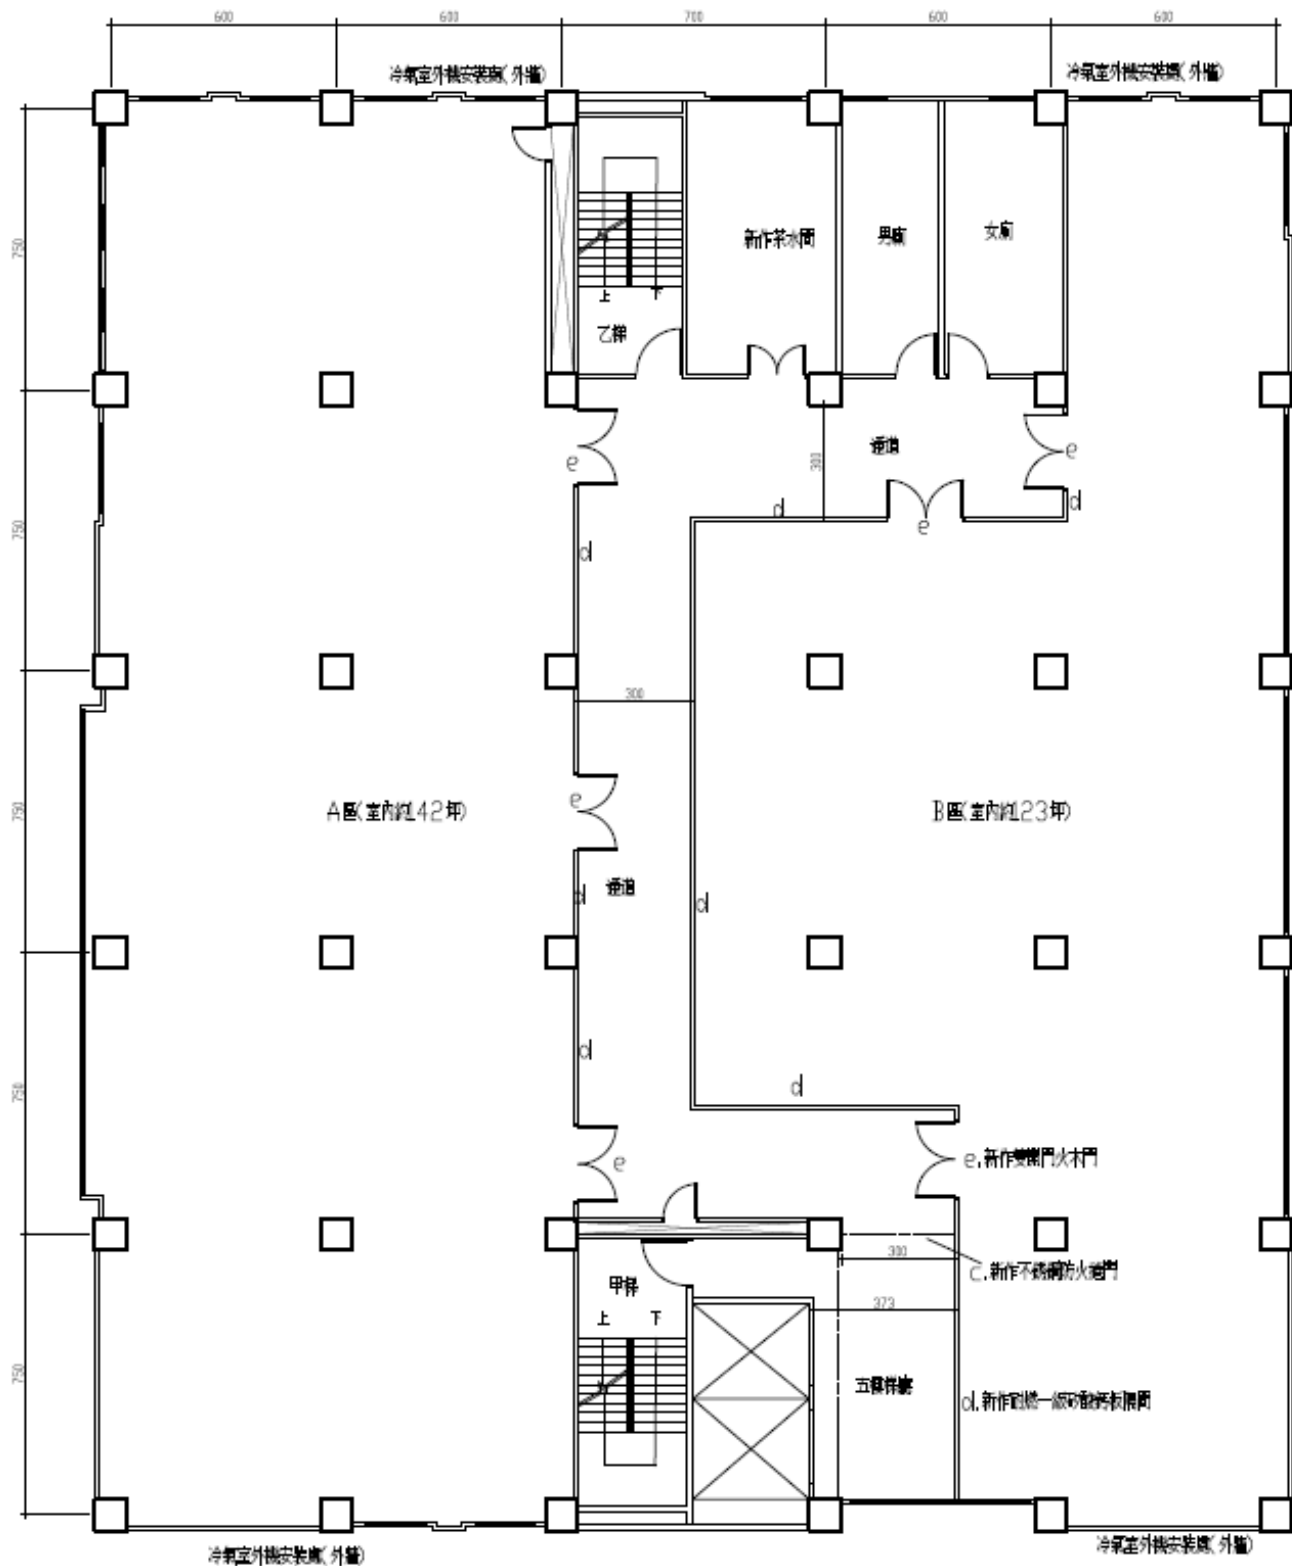 600 600 700 600 600
冷氣室外機安裝處(外牆) 冷氣室外機安裝處(外牆)
750
新作茶水間 男廁 女廁
上 下
乙梯
e 通道 300 e
d d
e
750
d
300
750
A區(室內約142坪) e B區(室內約123坪)
通道
d d
d
750
d
e e.新作雙開門火木門
300
c.新作不銹鋼防火捲門
甲梯
373
上 下
750
五樓梯廳
d.新作耐燃一級矽酸鈣板隔間
冷氣室外機安裝處(外牆) 冷氣室外機安裝處(外牆)